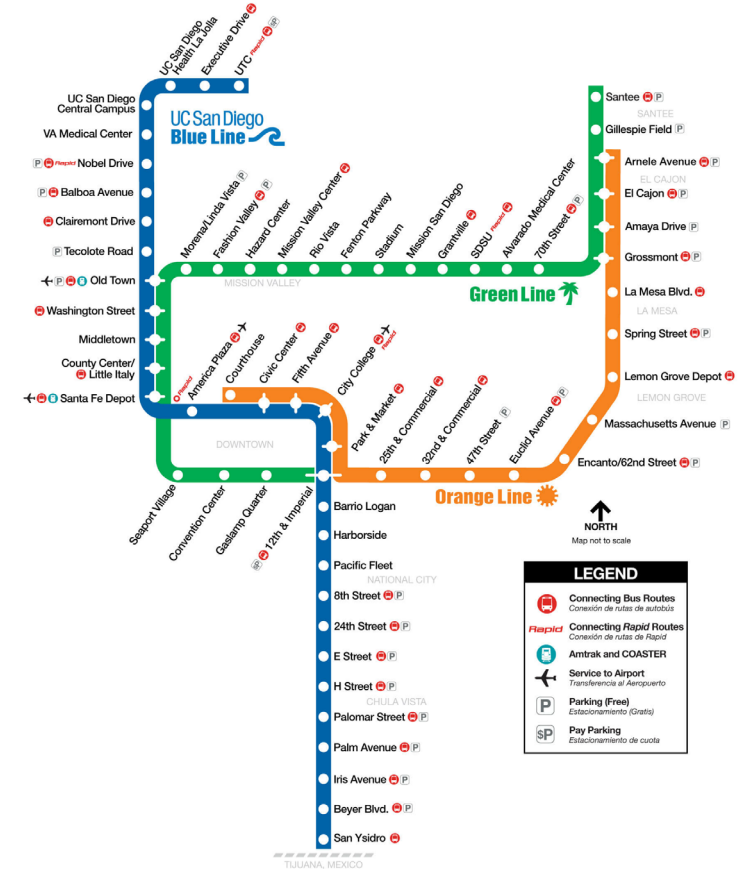 UC San Diego
Health La Jolla
Executive Drive
UTC Rapid $P
UC San Diego
Central Campus
VA Medical Center
P Rapid Nobel Drive
P Balboa Avenue
Clairemont Drive
P Tecolote Road
P Old Town
Washington Street
Middletown
County Center/
Little Italy
Santa Fe Depot
UC San Diego
Blue Line
Morena/Linda Vista P
Fashion Valley P
Hazard Center
Mission Valley Center
Rio Vista
Fenton Parkway
Stadium
Mission San Diego
Grantville
SDSU Rapid
Alvarado Medical Center
70th Street P
MISSION VALLEY
Green Line
Santee P
SANTEE
Gillespie Field P
Arnele Avenue P
EL CAJON
El Cajon P
Amaya Drive P
Grossmont P
La Mesa Blvd.
LA MESA
Spring Street P
Lemon Grove Depot
LEMON GROVE
Massachusetts Avenue P
Encanto/62nd Street P
Rapid
America Plaza
Courthouse
Civic Center
Fifth Avenue
City College Rapid
Park & Market
25th & Commercial
32nd & Commercial
47th Street P
Euclid Avenue P
DOWNTOWN
Orange Line
Seaport Village
Convention Center
Gaslamp Quarter
$P 12th & Imperial
Barrio Logan
Harborside
Pacific Fleet
NATIONAL CITY
8th Street P
24th Street P
E Street P
H Street P
CHULA VISTA
Palomar Street P
Palm Avenue P
Iris Avenue P
Beyer Blvd. P
San Ysidro
TIJUANA, MEXICO
NORTH
Map not to scale
LEGEND
Connecting Bus Routes
Conexión de rutas de autobús
Rapid Connecting Rapid Routes
Conexión de rutas de Rapid
Amtrak and COASTER
Service to Airport
Transferencia al Aeropuerto
P Parking (Free)
Estacionamiento (Gratis)
$P Pay Parking
Estacionamiento de cuota